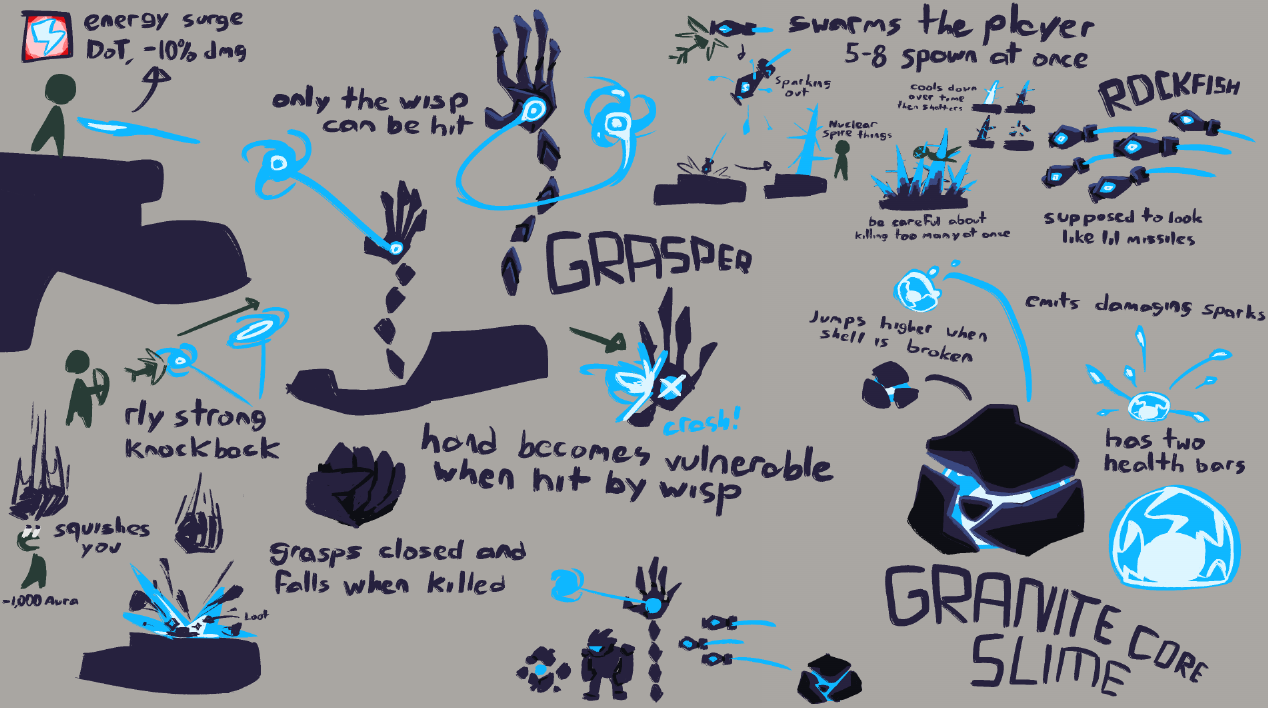 energy surge
DoT, -10% dmg
only the wisp
can be hit
GRASPER
rly strong
knockback
squishes
you
-1,000 Aura
Loot
hand becomes vulnerable
when hit by wisp
crash!
grasps closed and
falls when killed
swarms the player
5-8 spawn at once
sparking
out
Nuclear
spire things
cools down
over time
then shatters
be careful about
killing too many at once
ROCKFISH
supposed to look
like lil missiles
Jumps higher when
shell is broken
emits damaging sparks
has two
health bars
GRANITE CORE
SLIME